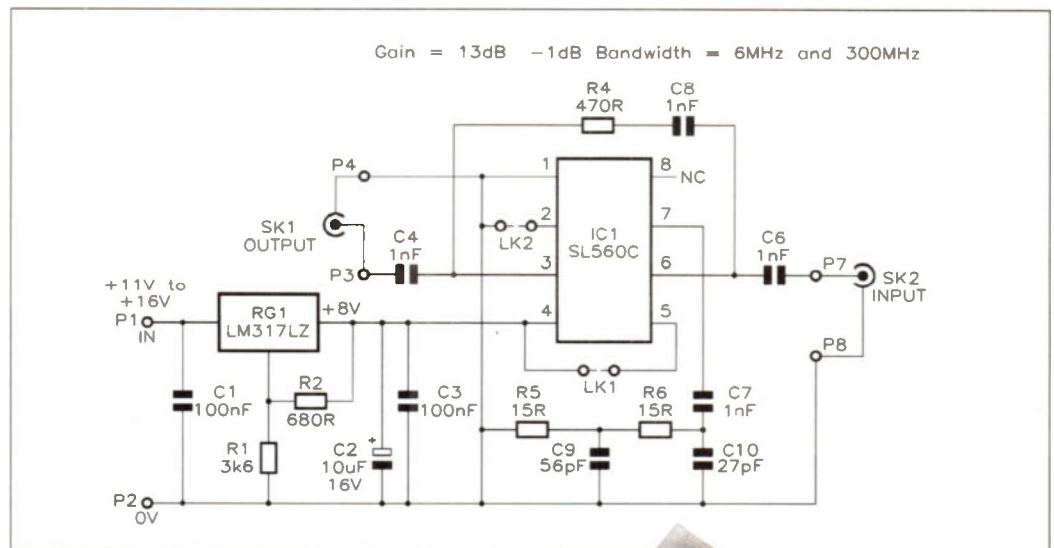 Gain = 13dB -1dB Bandwidth = 6MHz and 300MHz
R4
470R
C8
1nF
P4
1
8
NC
SK1
OUTPUT
C4
1nF
2
LK2
7
IC1
SL560C
C6
1nF
P7
SK2
INPUT
P3
3
6
+11V to
+16V
P1
IN
RG1
LM317LZ
+8V
4
5
P8
LK1
C1
100nF
R2
680R
C3
100nF
R5
15R
R6
15R
C7
1nF
R1
3k6
C2
+
10uF
16V
C9
56pF
C10
27pF
P2
0V